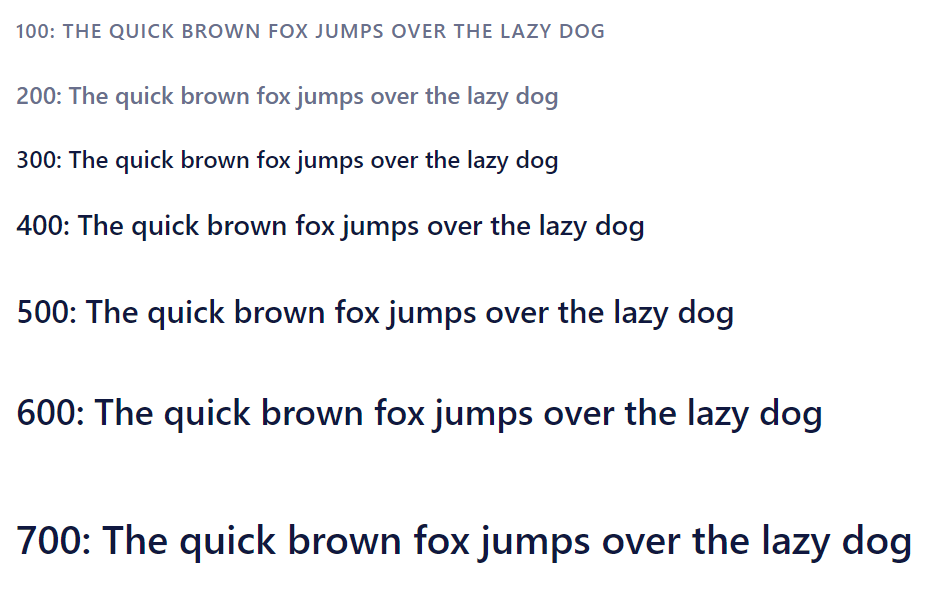 100: THE QUICK BROWN FOX JUMPS OVER THE LAZY DOG
200: The quick brown fox jumps over the lazy dog
300: The quick brown fox jumps over the lazy dog
400: The quick brown fox jumps over the lazy dog
500: The quick brown fox jumps over the lazy dog
600: The quick brown fox jumps over the lazy dog
700: The quick brown fox jumps over the lazy dog